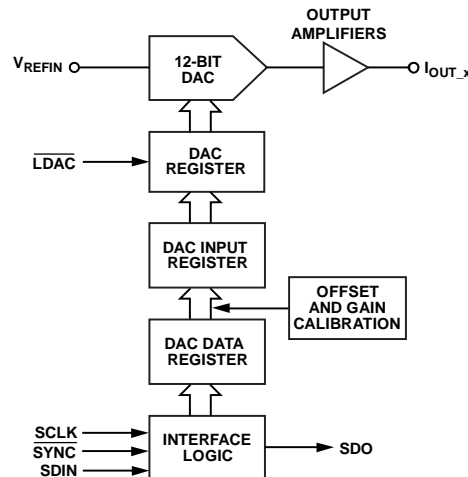 OUTPUT
AMPLIFIERS
VREFIN
12-BIT
DAC
IOUT_x
LDAC
DAC
REGISTER
DAC INPUT
REGISTER
OFFSET
AND GAIN
CALIBRATION
DAC DATA
REGISTER
SCLK
SYNC
SDIN
INTERFACE
LOGIC
SDO